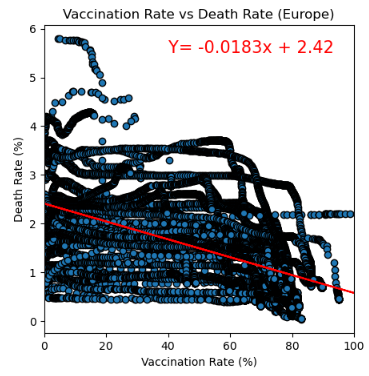 Vaccination Rate vs Death Rate (Europe)
Y= -0.0183x + 2.42
Death Rate (%)
6
5
4
3
2
1
0
0 20 40 60 80 100
Vaccination Rate (%)